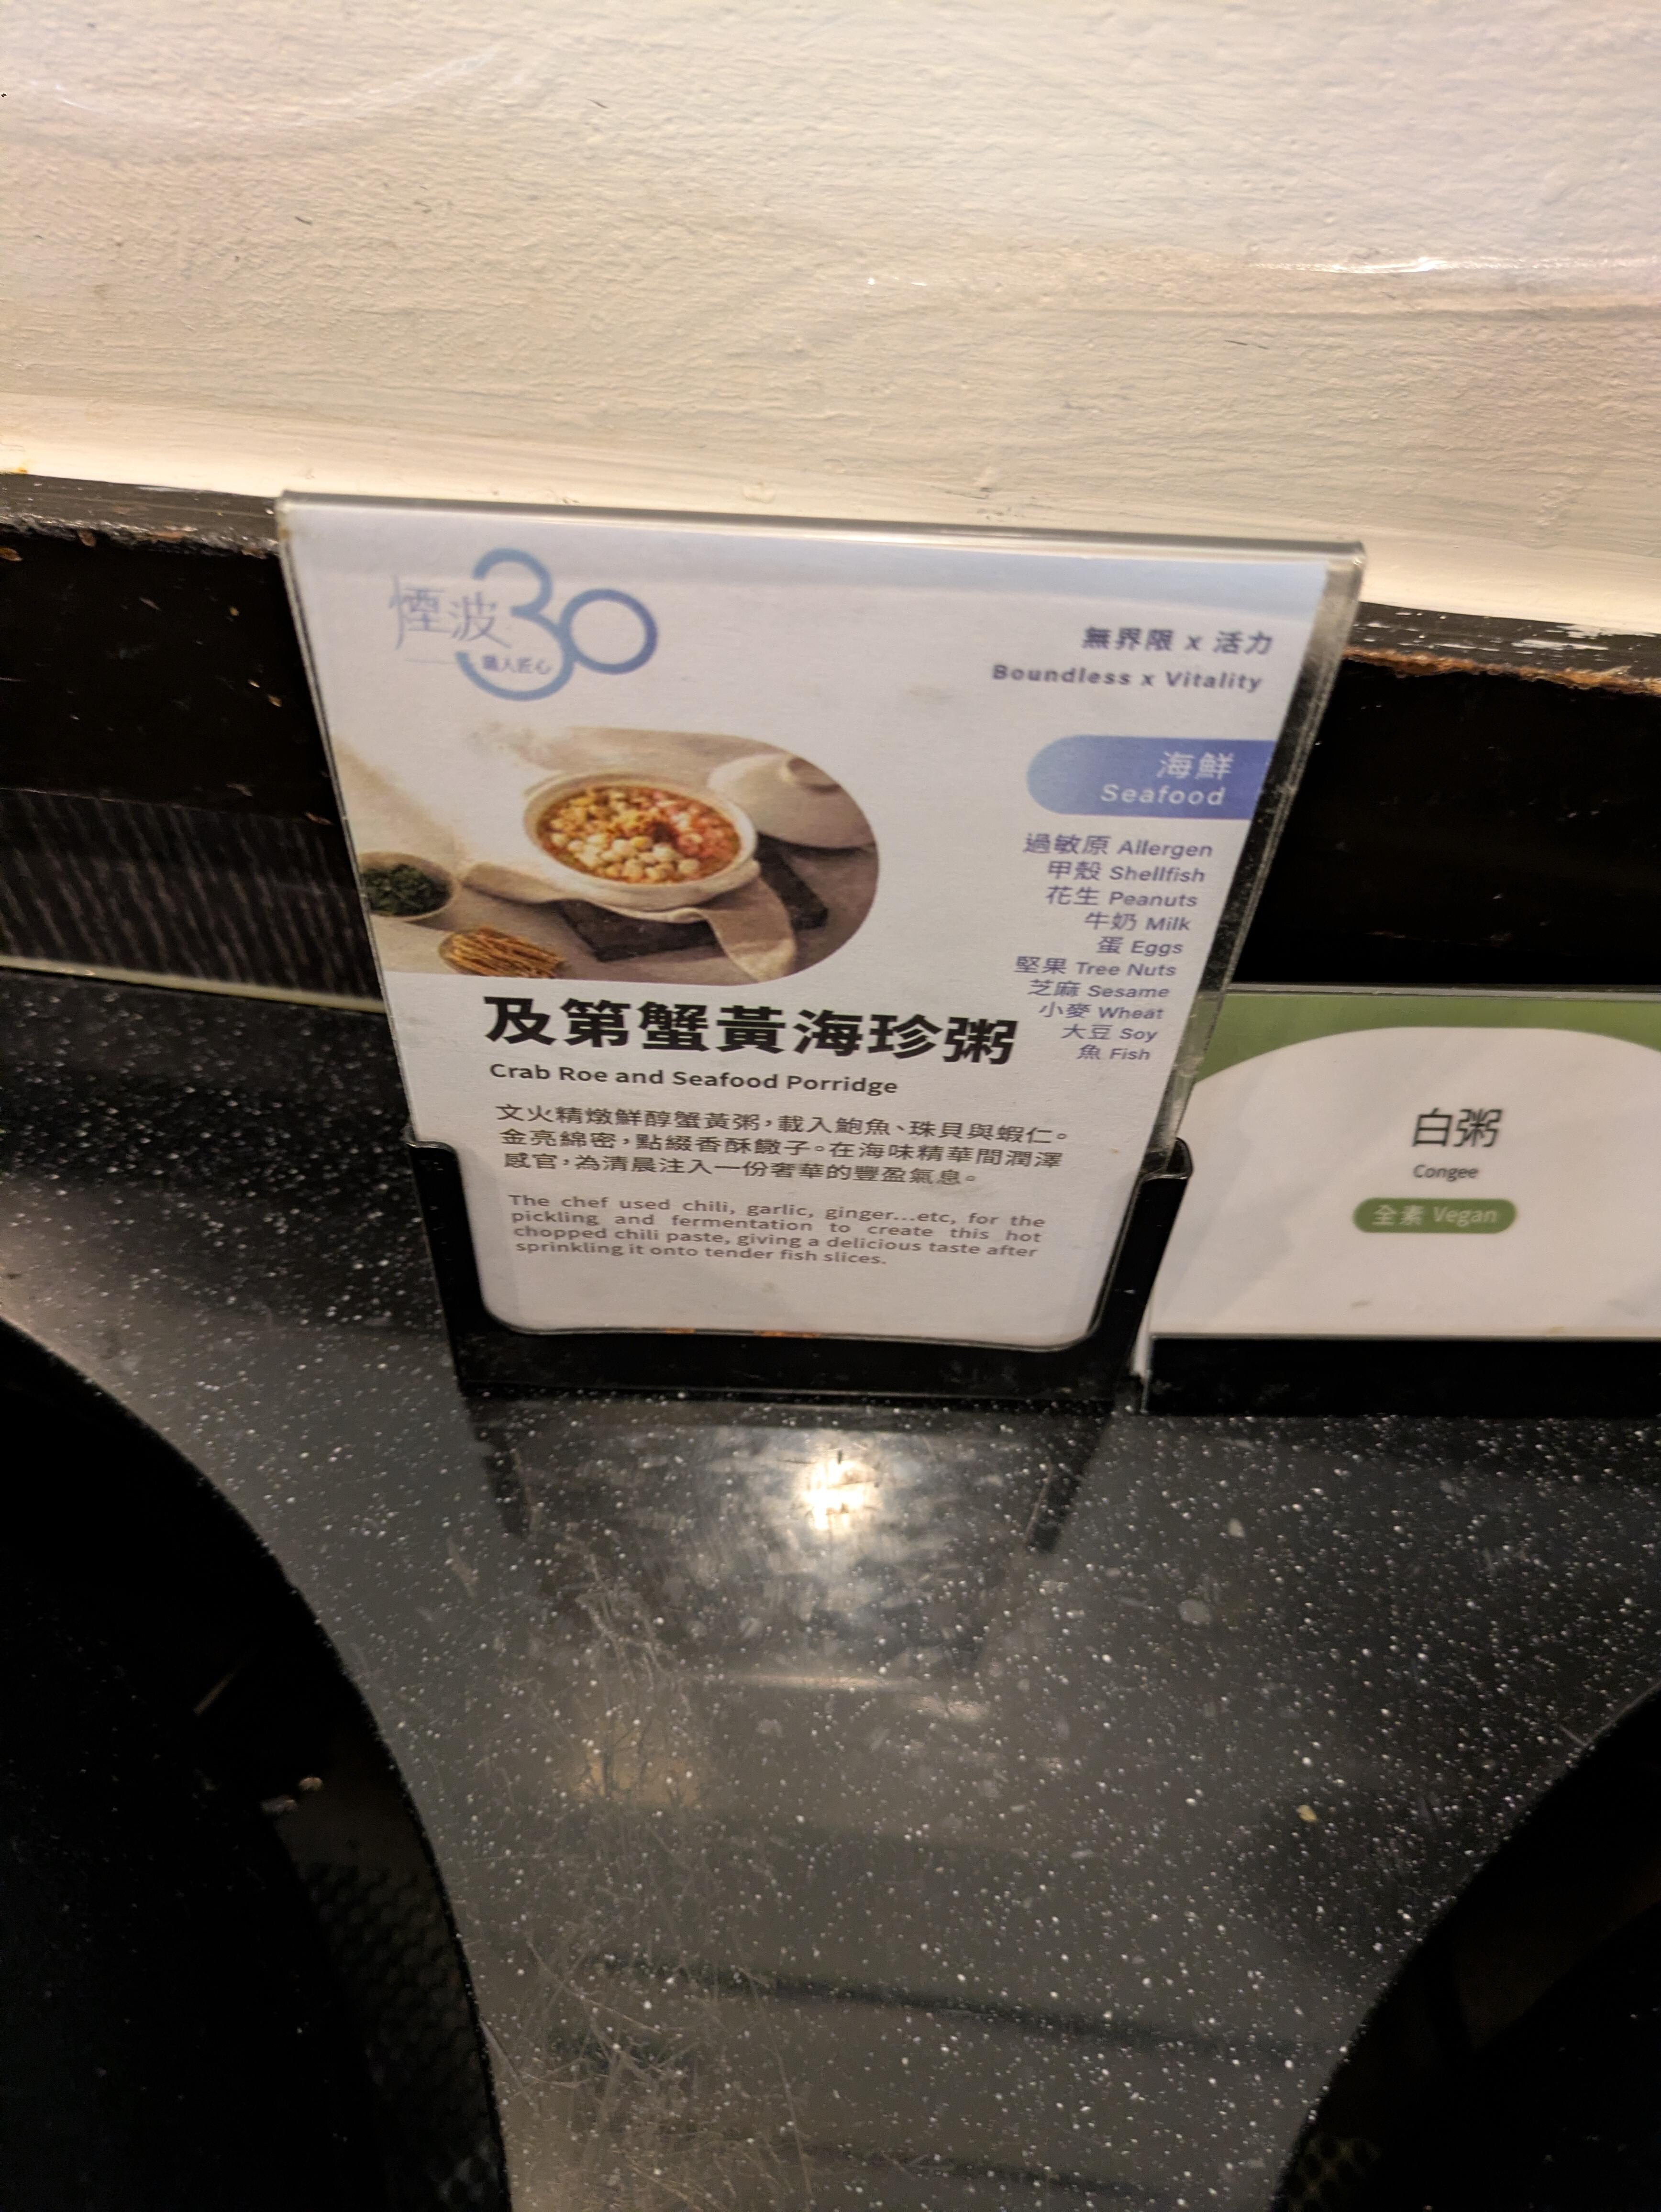 煙波30
職人匠心
無界限 x 活力
Boundless x Vitality
海鮮
Seafood
過敏原 Allergen
甲殼 Shellfish
花生 Peanuts
牛奶 Milk
蛋 Eggs
堅果 Tree Nuts
芝麻 Sesame
小麥 Wheat
大豆 Soy
魚 Fish
及第蟹黃海珍粥
Crab Roe and Seafood Porridge
文火精燉鮮醇蟹黃粥，載入鮑魚、珠貝與蝦仁。
金亮綿密，點綴香酥饊子。在海味精華間潤澤
感官，為清晨注入一份奢華的豐盈氣息。
The chef used chili, garlic, ginger...etc, for the
pickling and fermentation to create this hot
chopped chili paste, giving a delicious taste after
sprinkling it onto tender fish slices.
白粥
Congee
全素 Vegan